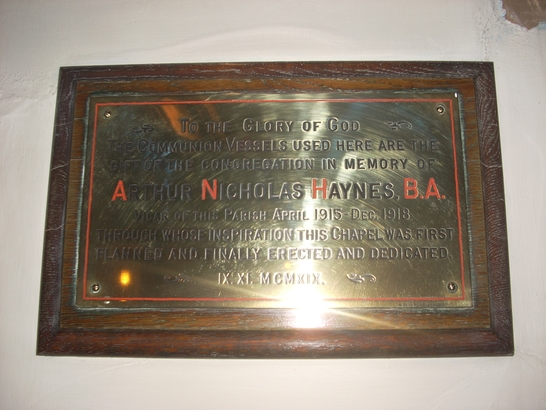 To the Glory of God
The Communion Vessels used here are the
gift of the congregation in memory of
Arthur Nicholas Haynes, B.A.
Vicar of this Parish April 1915-Dec. 1918
through whose inspiration this Chapel was first
planned and finally erected and dedicated.
IX. XI. MCMXIX.